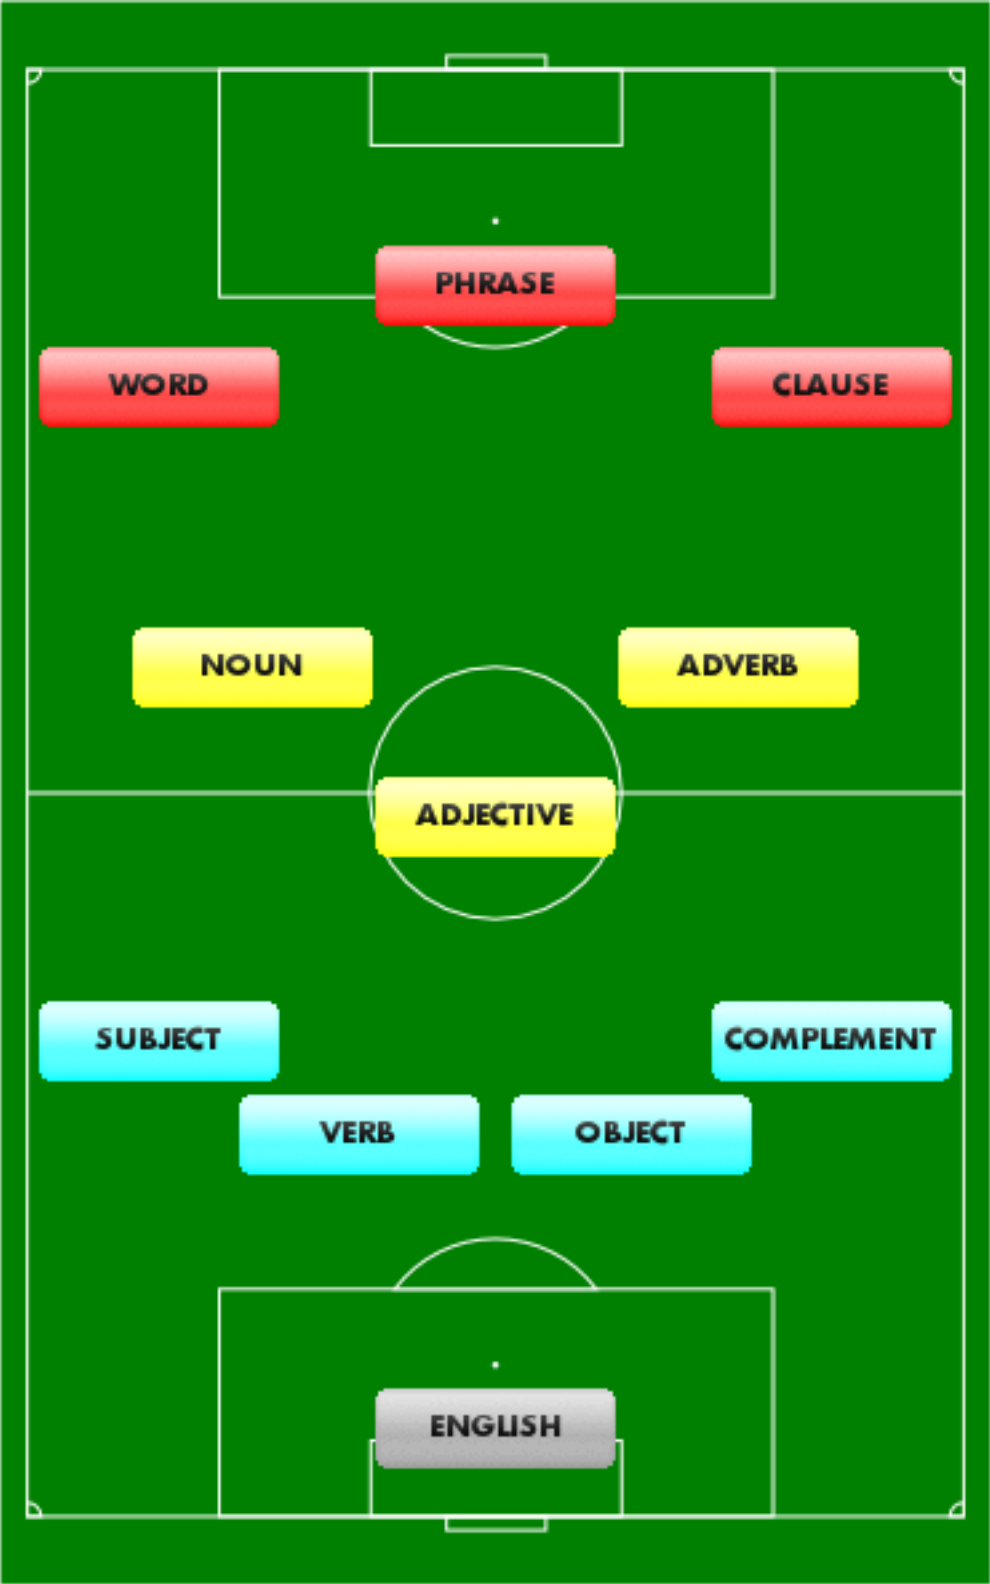 PHRASE
WORD
CLAUSE
NOUN
ADVERB
ADJECTIVE
SUBJECT
COMPLEMENT
VERB
OBJECT
ENGLISH